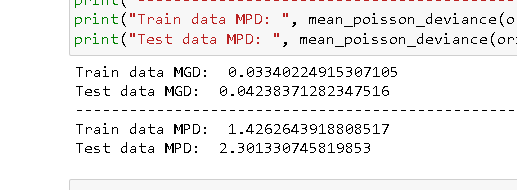 print("-----------------------------------------------
print("Train data MPD: ", mean_poisson_deviance(o
print("Test data MPD: ", mean_poisson_deviance(ori
Train data MGD:  0.03340224915307105
Test data MGD:  0.04238371282347516
----------------------------------------------------------
Train data MPD:  1.4262643918808517
Test data MPD:  2.301330745819853